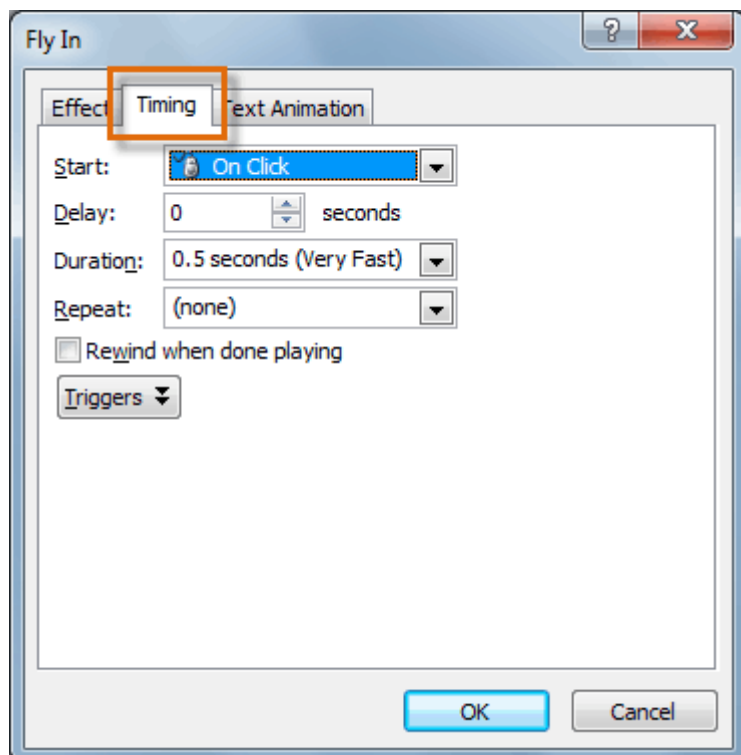 Fly In
Effect Timing Text Animation
Start: On Click
Delay: 0 seconds
Duration: 0.5 seconds (Very Fast)
Repeat: (none)
Rewind when done playing
Triggers
OK Cancel